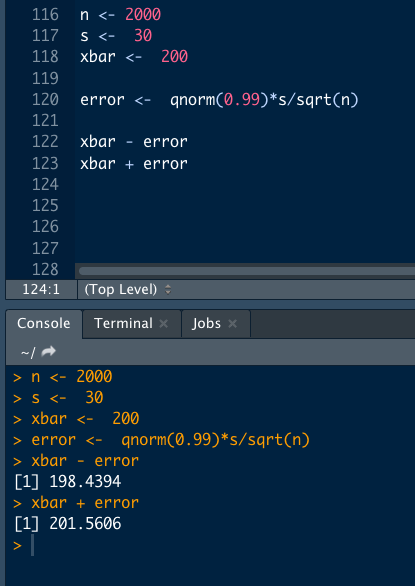 116 n <- 2000
117 s <-  30
118 xbar <-  200
119
120 error <-  qnorm(0.99)*s/sqrt(n)
121
122 xbar - error
123 xbar + error
124
125
126
127
128
124:1 (Top Level)
Console Terminal × Jobs ×
~/
> n <- 2000
> s <-  30
> xbar <-  200
> error <-  qnorm(0.99)*s/sqrt(n)
> xbar - error
[1] 198.4394
> xbar + error
[1] 201.5606
>